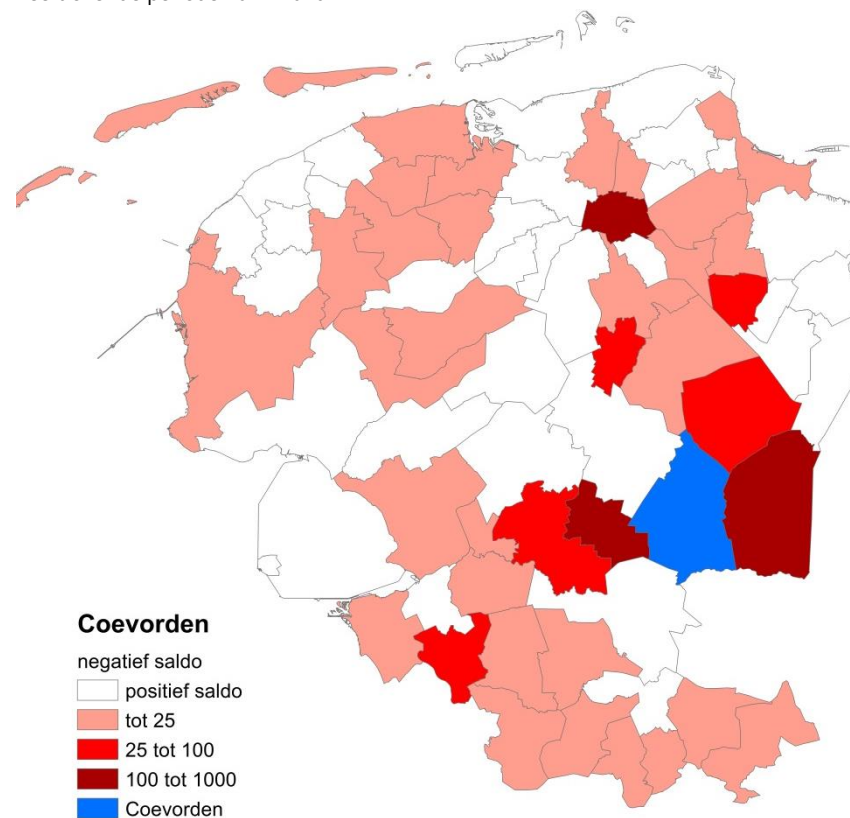 Coevorden
negatief saldo
positief saldo
tot 25
25 tot 100
100 tot 1000
Coevorden